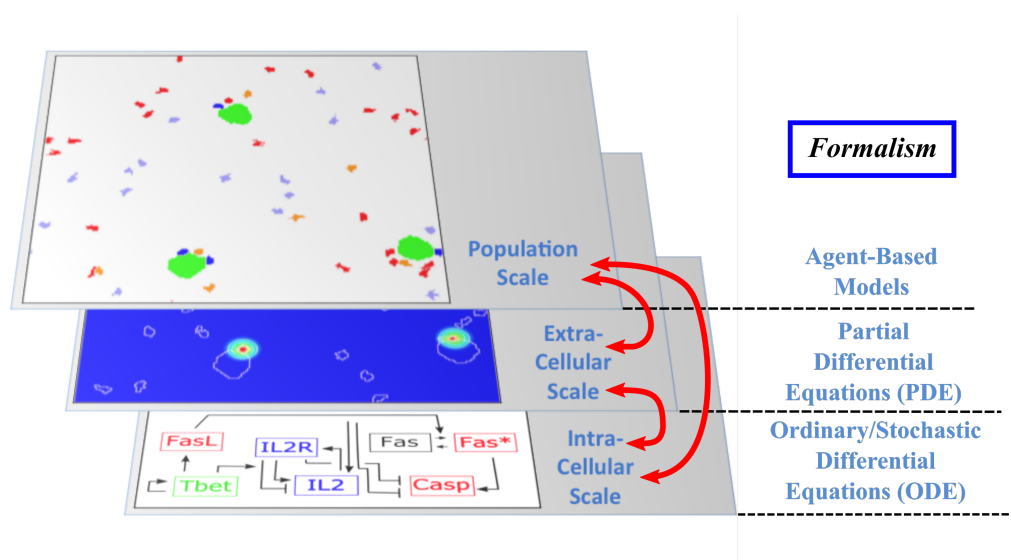 Formalism
Population
Scale
Agent-Based
Models
Extra-
Cellular
Scale
Partial
Differential
Equations (PDE)
FasL
IL2R
Fas
Fas*
Tbet
IL2
Casp
Intra-
Cellular
Scale
Ordinary/Stochastic
Differential
Equations (ODE)